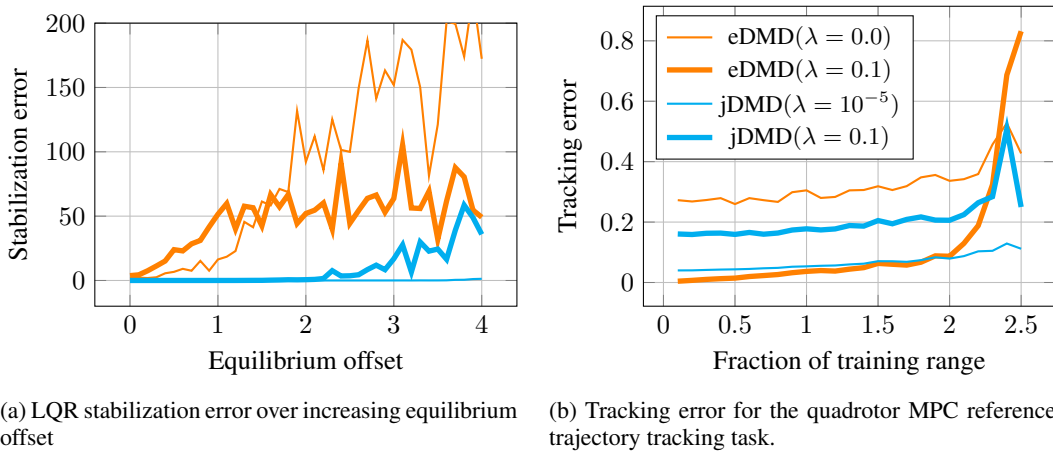 200
150
100
50
0
Stabilization error
0
1
2
3
4
Equilibrium offset
(a) LQR stabilization error over increasing equilibrium
offset
0.8
0.6
0.4
0.2
0
Tracking error
eDMD(λ = 0.0)
eDMD(λ = 0.1)
jDMD(λ = 10⁻⁵)
jDMD(λ = 0.1)
0
0.5
1
1.5
2
2.5
Fraction of training range
(b) Tracking error for the quadrotor MPC reference
trajectory tracking task.